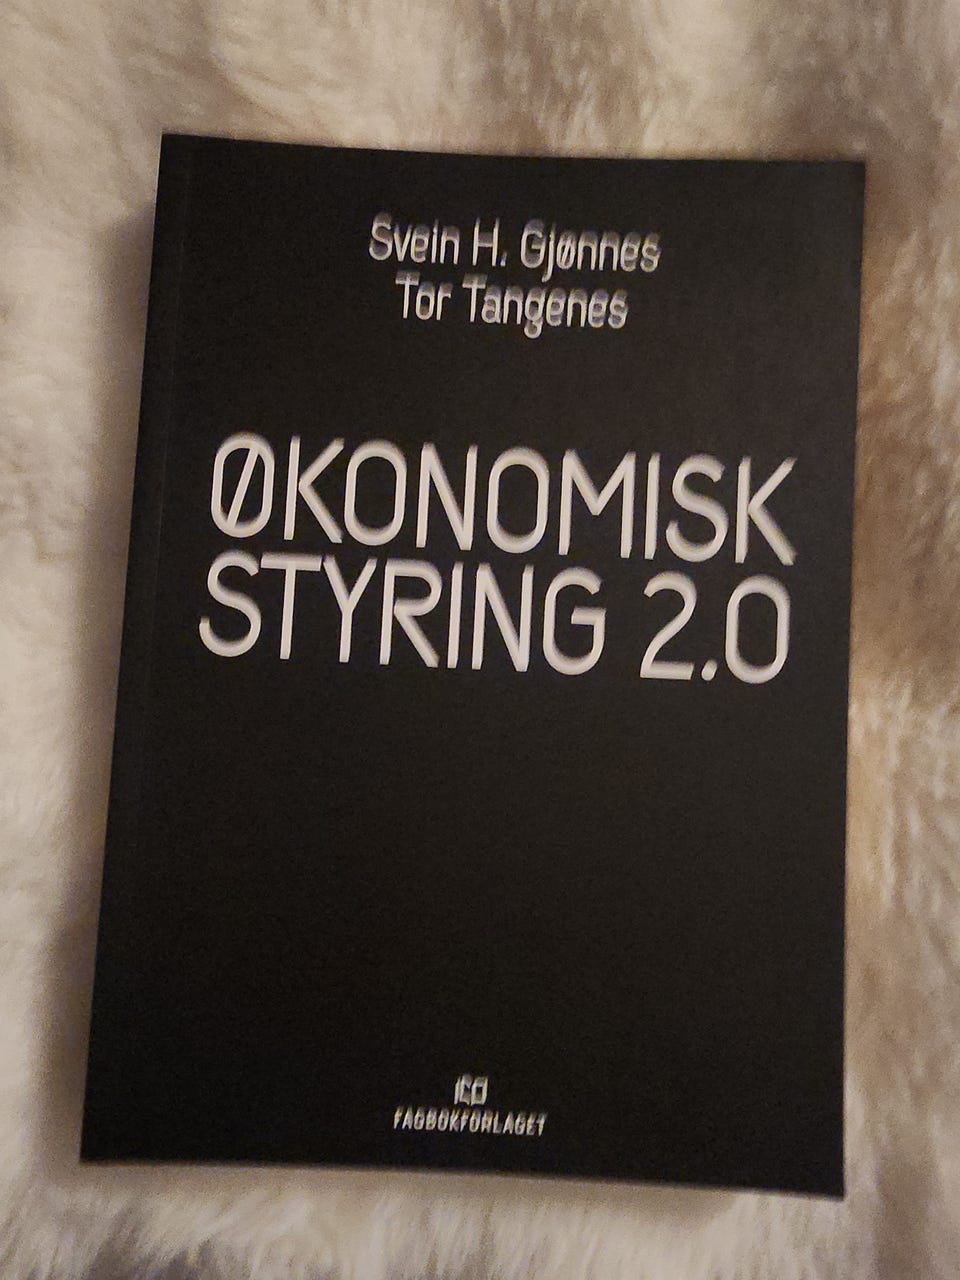 Svein H. Gjønnes
Tor Tangenes
ØKONOMISK
STYRING 2.0
FAGBOKFORLAGET